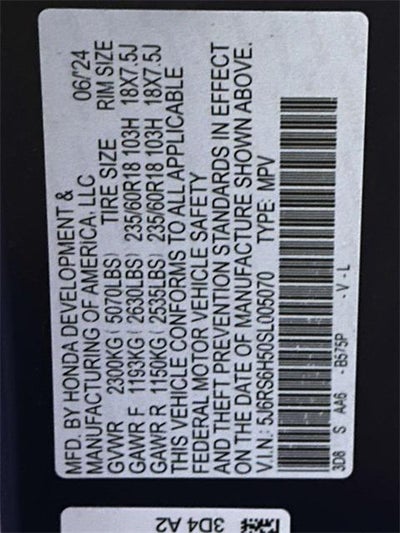 MFD. BY HONDA DEVELOPMENT & 06/'24
MANUFACTURING OF AMERICA, LLC
TIRE SIZE RIM SIZE
GVWR 2300KG ( 5070LBS)
GAWR F 1193KG ( 2630LBS) 235/60R18 103H 18X7.5J
GAWR R 1150KG ( 2535LBS) 235/60R18 103H 18X7.5J
THIS VEHICLE CONFORMS TO ALL APPLICABLE
FEDERAL MOTOR VEHICLE SAFETY
AND THEFT PREVENTION STANDARDS IN EFFECT
ON THE DATE OF MANUFACTURE SHOWN ABOVE.
V.I.N.: 5J6RS6H50SL005070 TYPE: MPV
3D8 S AA6 - B575P - V - L
3D4 A2